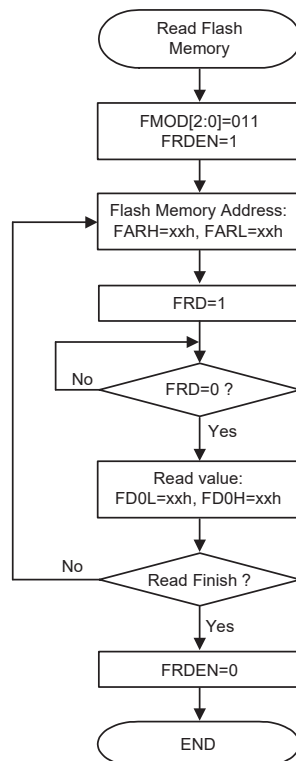 Read Flash
Memory
FMOD[2:0]=011
FRDEN=1
Flash Memory Address:
FARH=xxh, FARL=xxh
FRD=1
No
FRD=0 ?
Yes
Read value:
FD0L=xxh, FD0H=xxh
No
Read Finish ?
Yes
FRDEN=0
END